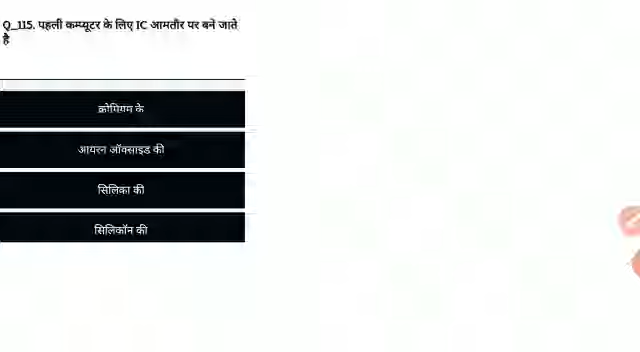 Q_115. पहली कम्प्यूटर के लिए IC आमतौर पर बने जाते
है
क्रोमियम के
आयरन ऑक्साइड की
सिलिका की
सिलिकॉन की